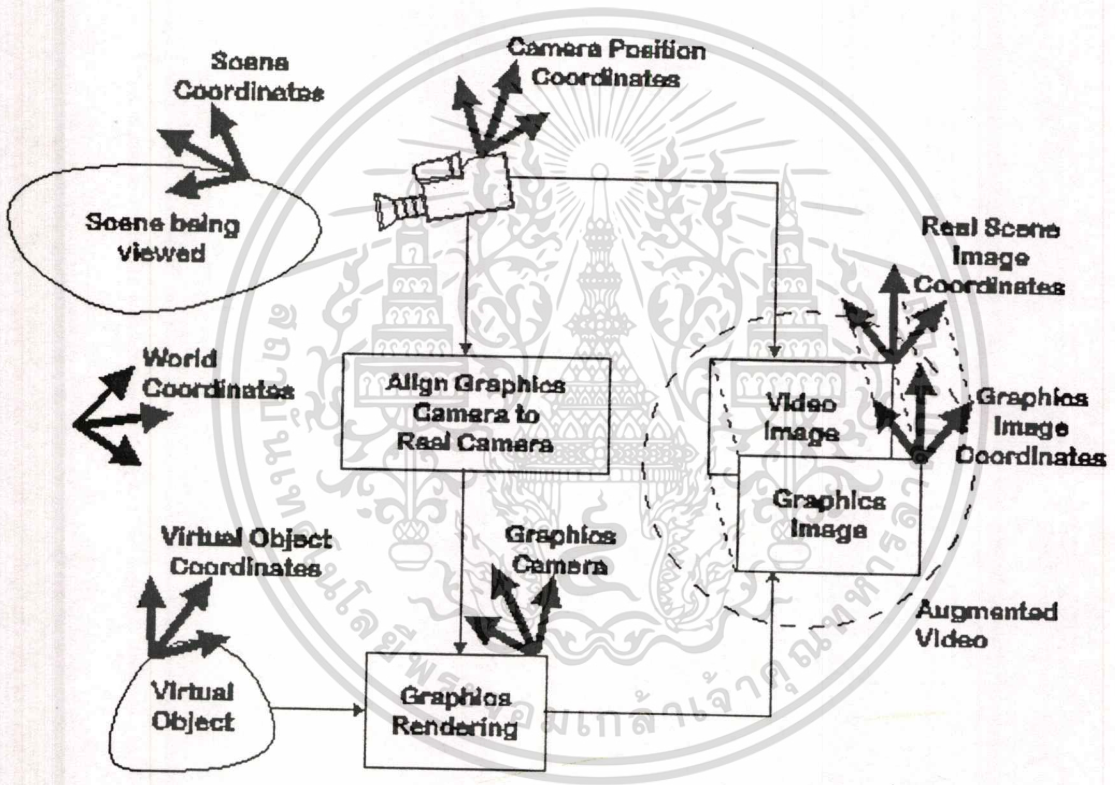 Scene
Coordinates
Camera Position
Coordinates
Scene being
viewed
Real Scene
Image
Coordinates
World
Coordinates
Align Graphics
Camera to
Real Camera
Video
Image
Graphics
Image
Coordinates
Graphics
Image
Virtual Object
Coordinates
Graphics
Camera
Augmented
Video
Virtual
Object
Graphics
Rendering